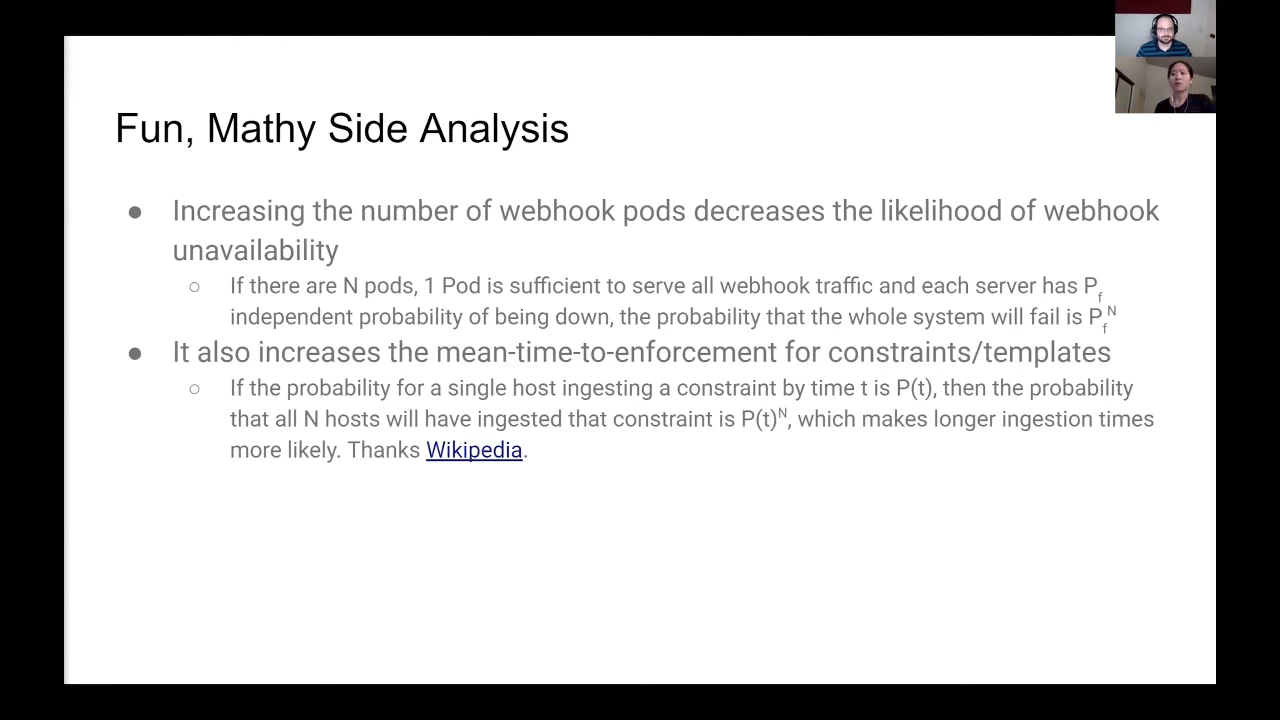 Fun, Mathy Side Analysis
● Increasing the number of webhook pods decreases the likelihood of webhook
unavailability
○ If there are N pods, 1 Pod is sufficient to serve all webhook traffic and each server has P_f
independent probability of being down, the probability that the whole system will fail is P_f^N
● It also increases the mean-time-to-enforcement for constraints/templates
○ If the probability for a single host ingesting a constraint by time t is P(t), then the probability
that all N hosts will have ingested that constraint is P(t)^N, which makes longer ingestion times
more likely. Thanks Wikipedia.